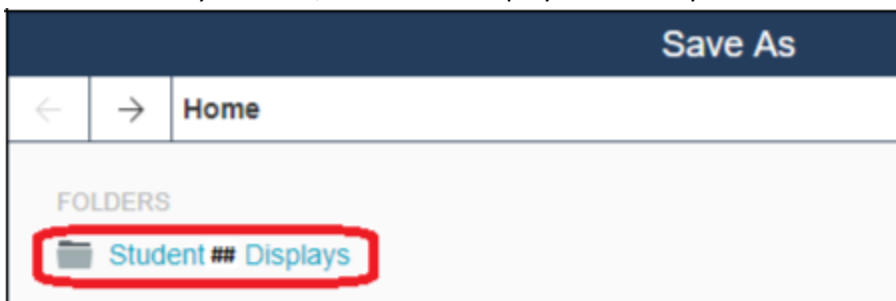 Save As
← → Home
FOLDERS
Student ## Displays